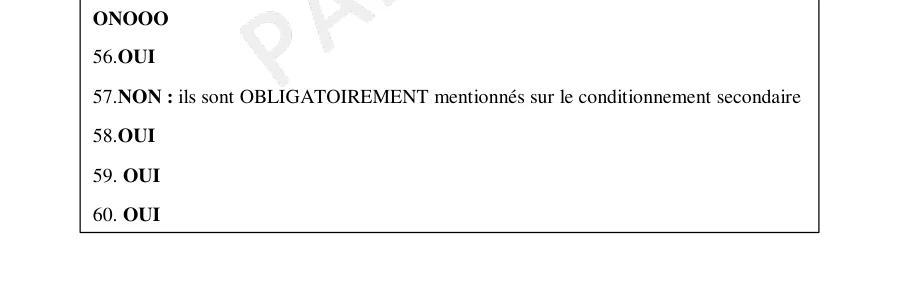 ONOOO
56.OUI
57.NON : ils sont OBLIGATOIREMENT mentionnés sur le conditionnement secondaire
58.OUI
59. OUI
60. OUI